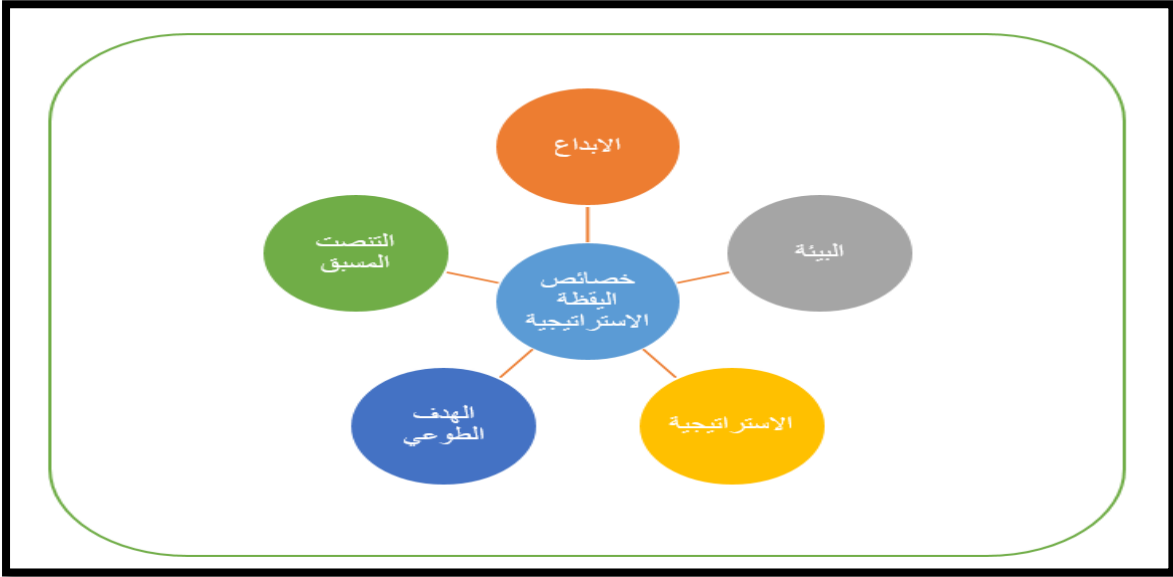 الابداع
البيئة
التنصت
المسبق
خصائص
اليقظة
الاستراتيجية
الاستراتيجية
الهدف
الطوعي